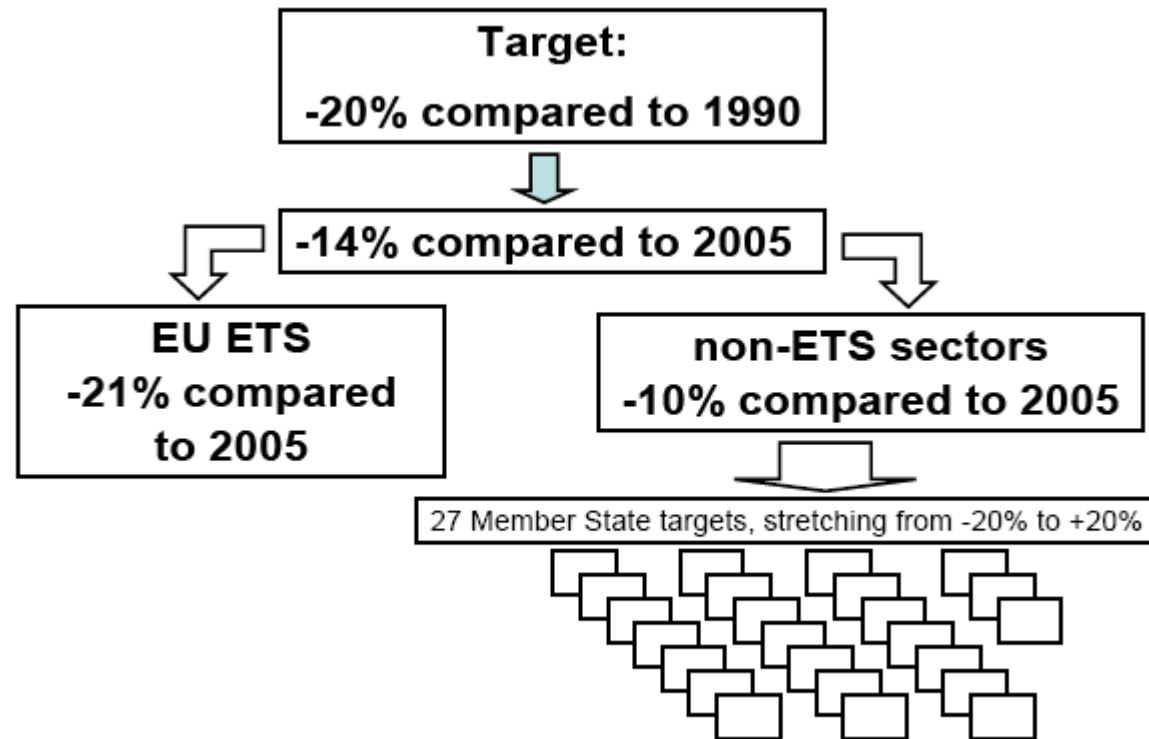 Target:
-20% compared to 1990
-14% compared to 2005
EU ETS
-21% compared
to 2005
non-ETS sectors
-10% compared to 2005
27 Member State targets, stretching from -20% to +20%